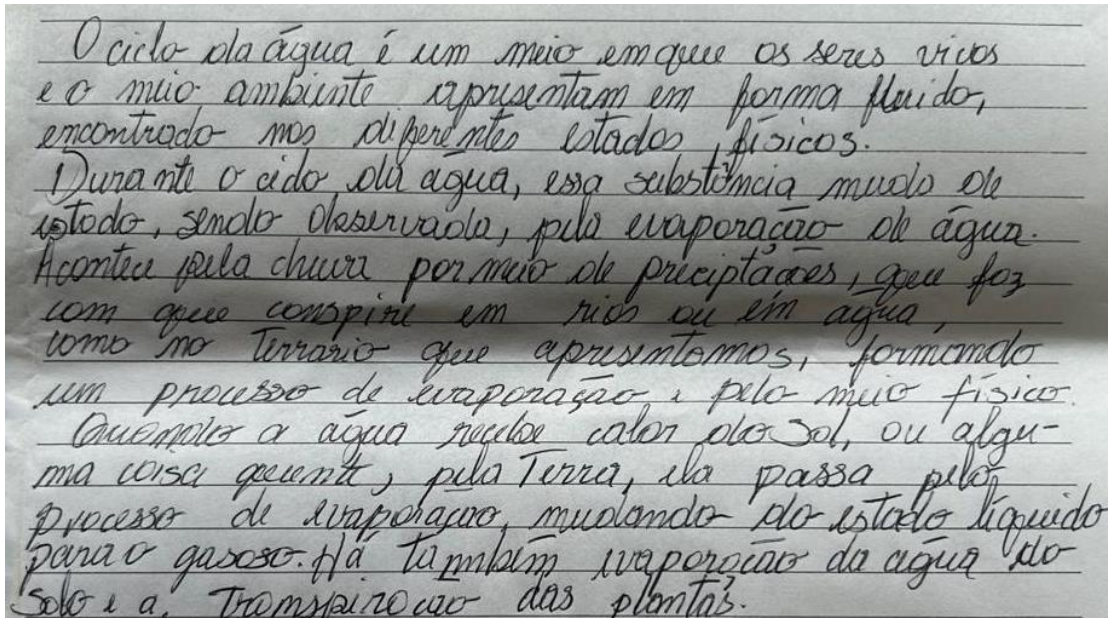 O ciclo da água é um meio em que os seres vivos
e o meio ambiente apresentam em forma fluido,
encontrado nos diferentes estados físicos.
Durante o ciclo da agua, essa substância muda de
estado, sendo observada, pela evaporação de água.
Acontece pela chuva por meio de preciptações, que faz
com que conspire em rios ou em água,
como no Terrario que apresentamos, formando
um processo de evaporação e pelo meio físico.
Quando a água recebe calor do Sol, ou algu-
ma coisa quente, pela Terra, ela passa pelo
processo de evaporação, mudando do estado líquido
para o gasoso. Há também evaporação da água do
solo e a transpiração das plantas.